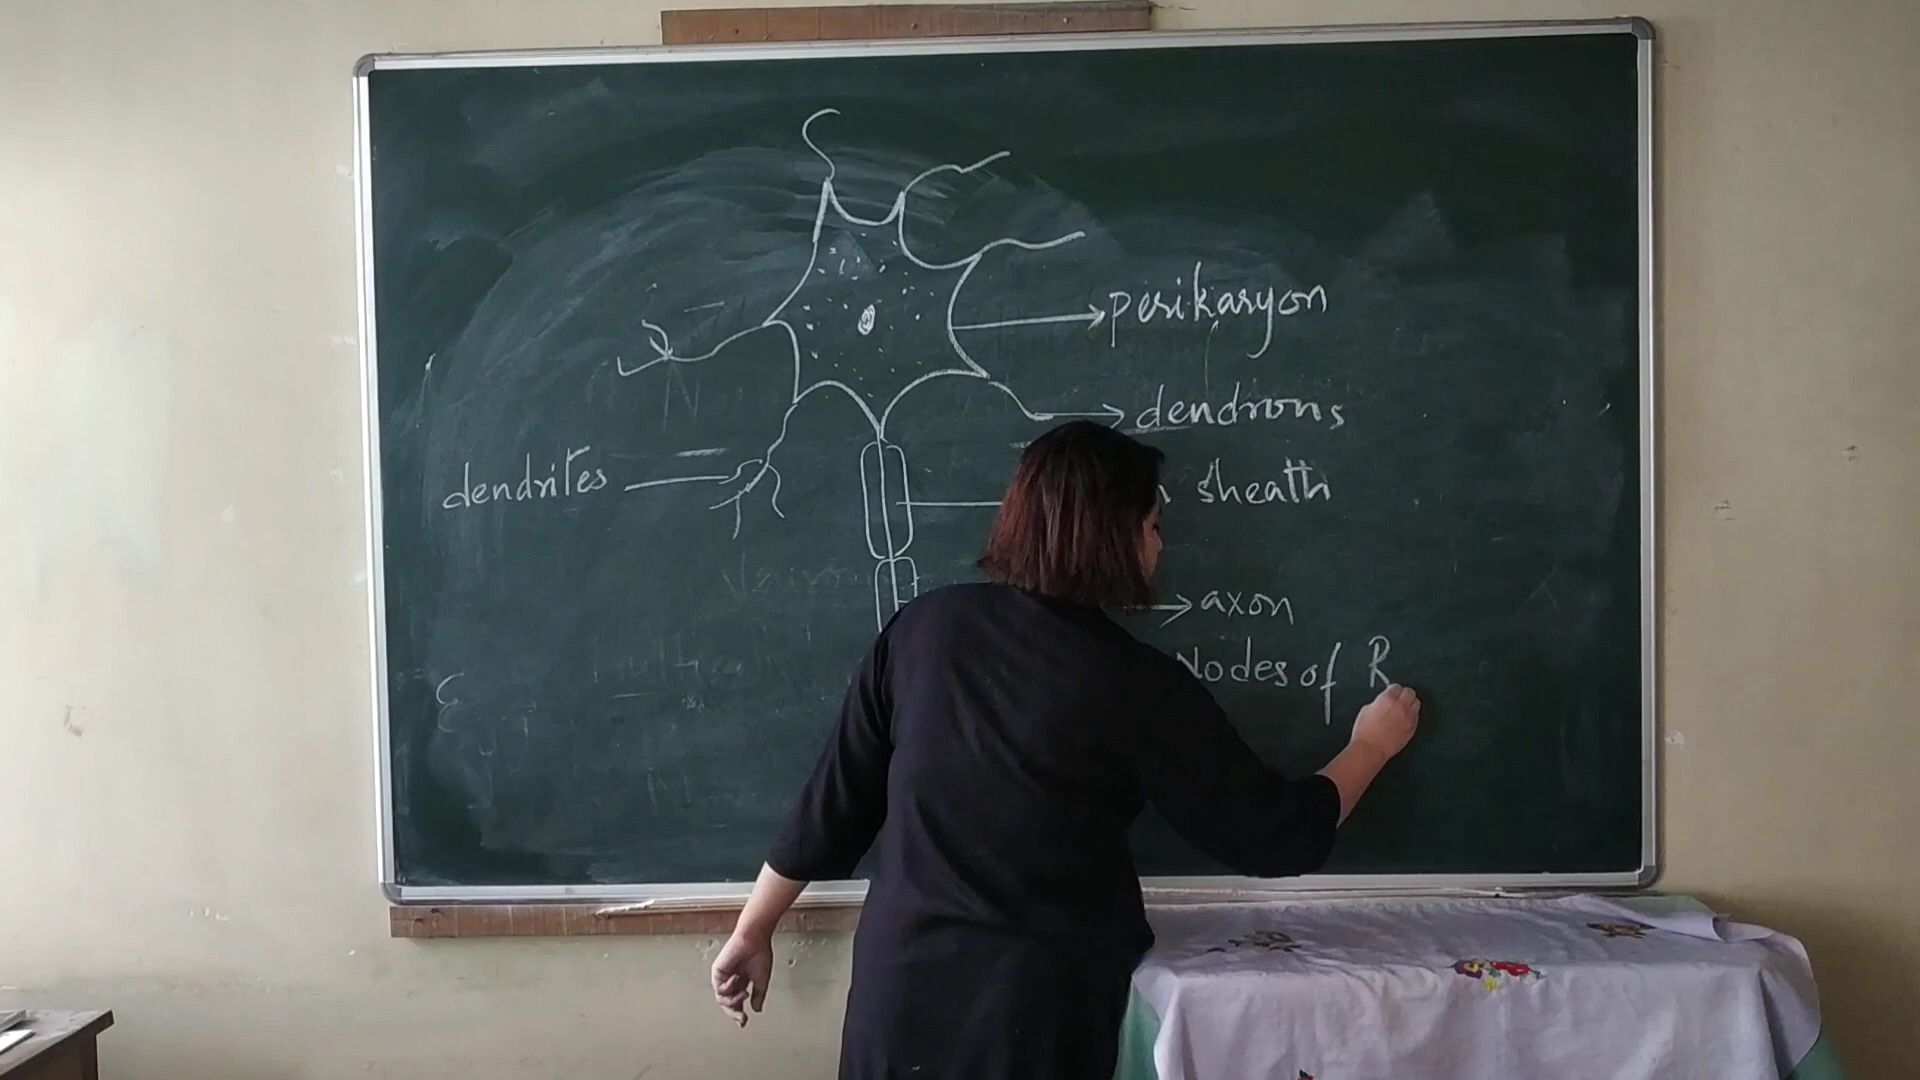 perikaryon
dendrons
dendrites
sheath
axon
Nodes of R